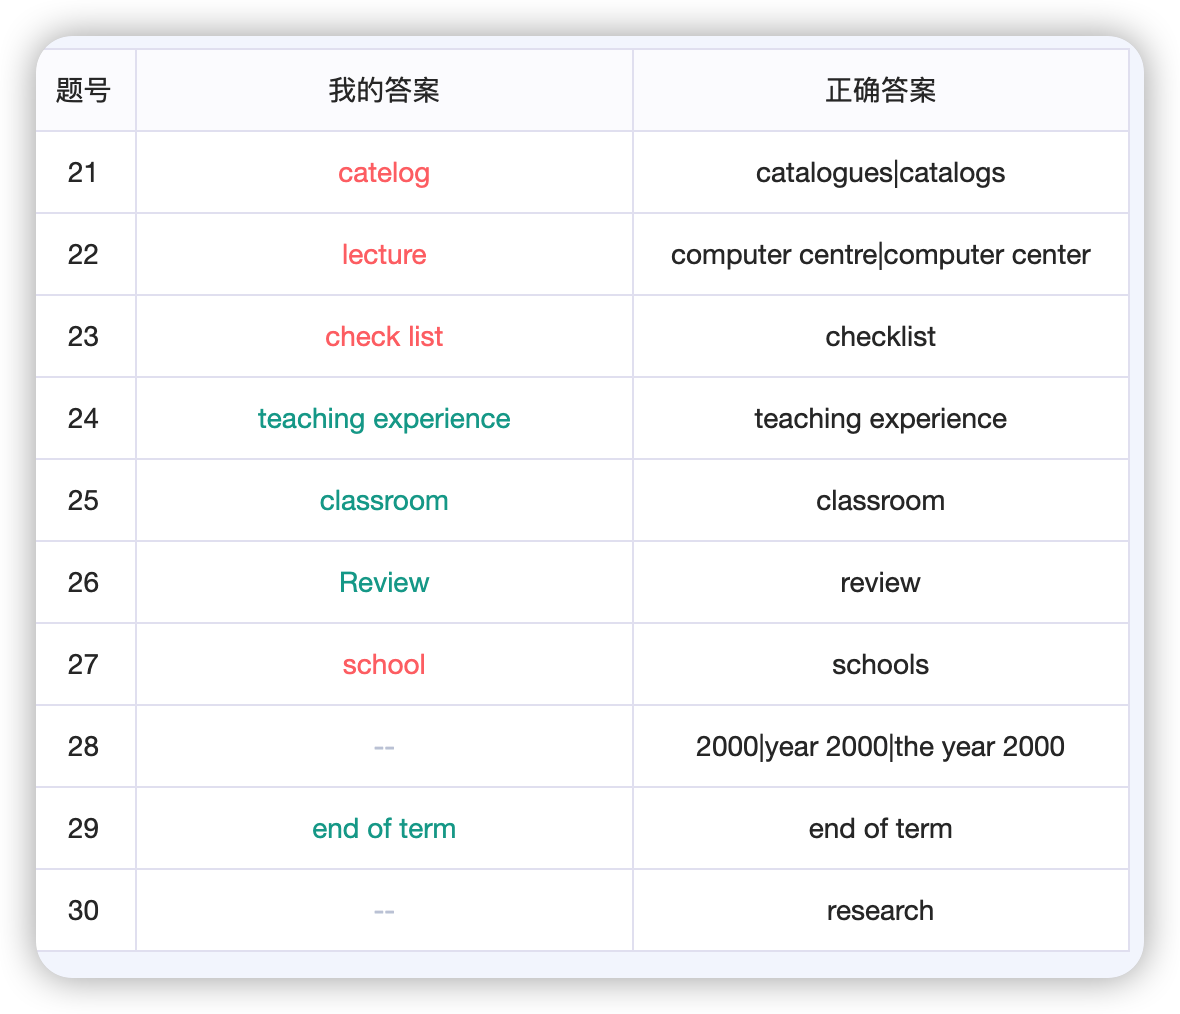 题号 我的答案 正确答案
21 catelog catalogues|catalogs
22 lecture computer centre|computer center
23 check list checklist
24 teaching experience teaching experience
25 classroom classroom
26 Review review
27 school schools
28 -- 2000|year 2000|the year 2000
29 end of term end of term
30 -- research